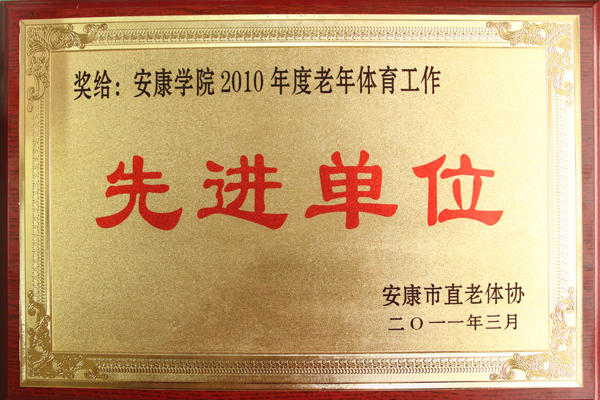 奖给：安康学院2010年度老年体育工作
先进单位
安康市直老体协
二〇一一年三月